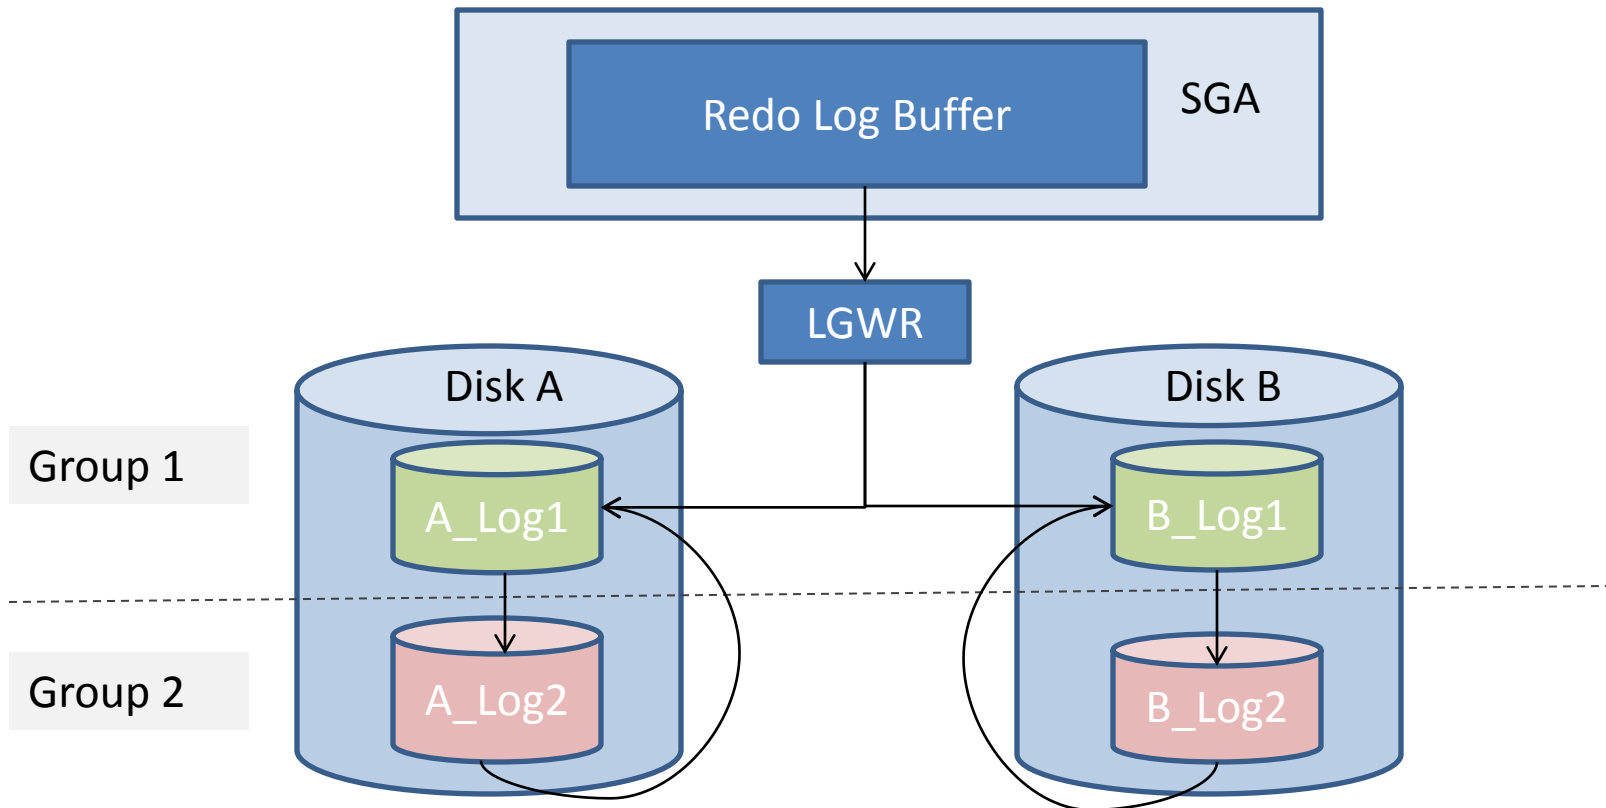 Redo Log Buffer
SGA
LGWR
Disk A
Disk B
Group 1
A_Log1
B_Log1
Group 2
A_Log2
B_Log2